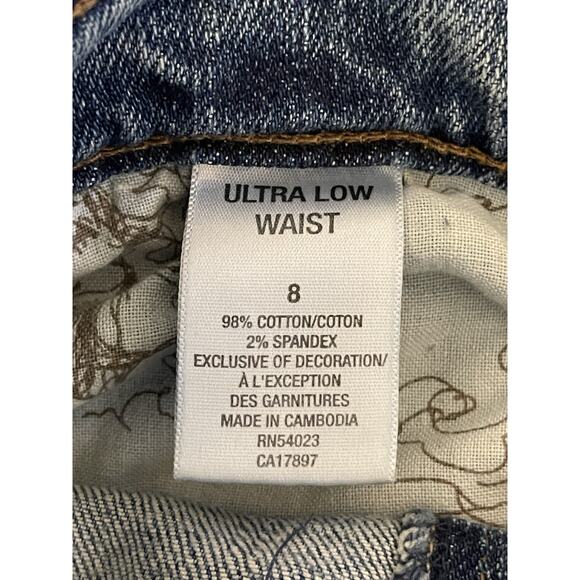 ULTRA LOW
WAIST
8
98% COTTON/COTON
2% SPANDEX
EXCLUSIVE OF DECORATION/
À L'EXCEPTION
DES GARNITURES
MADE IN CAMBODIA
RN54023
CA17897